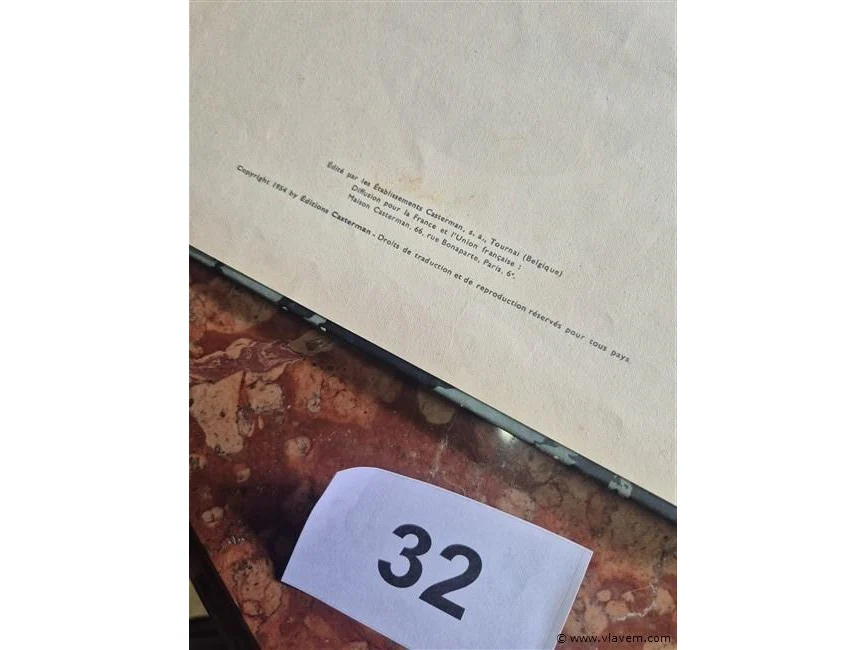 Édité par les Établissements Casterman, s. a., Tournai (Belgique)
Diffusion pour la France et l'Union française :
Maison Casterman, 66, rue Bonaparte, Paris. 6e.
Copyright 1954 by Éditions Casterman - Droits de traduction et de reproduction réservés pour tous pays.
32
© www.vlavem.com